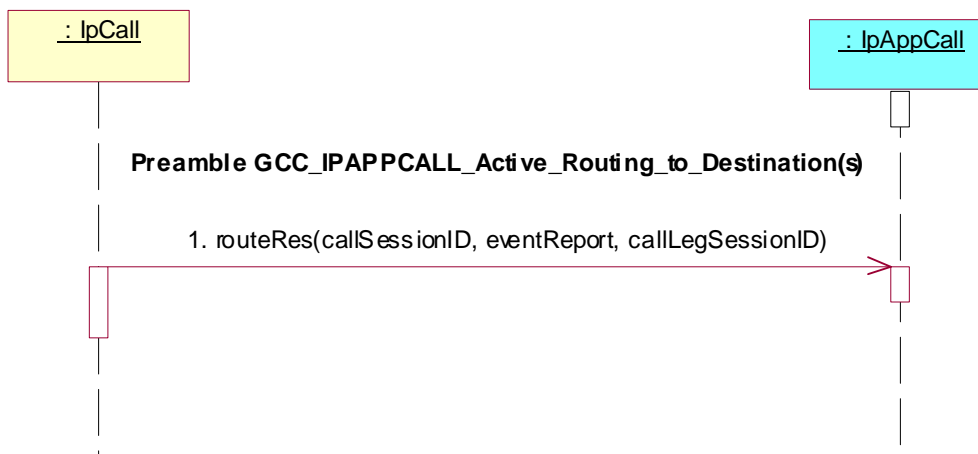 : IpCall
: IpAppCall
Preamble GCC_IPAPPCALL_Active_Routing_to_Destination(s)
1. routeRes(callSessionID, eventReport, callLegSessionID)